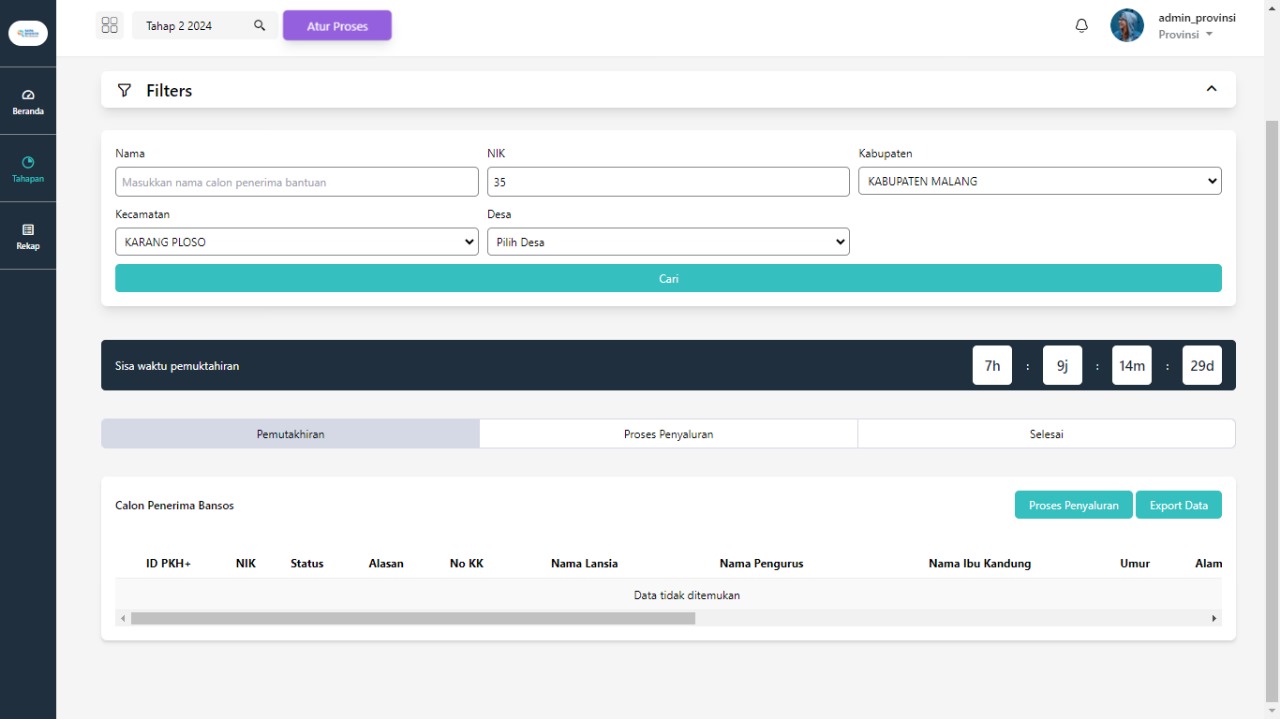 Tahap 2 2024
Atur Proses
admin_provinsi
Provinsi
Beranda
Tahapan
Rekap
Filters
Nama
NIK
Kabupaten
Masukkan nama calon penerima bantuan
35
KABUPATEN MALANG
Kecamatan
Desa
KARANG PLOSO
Pilih Desa
Cari
Sisa waktu pemuktahiran
7h : 9j : 14m : 29d
Pemutakhiran
Proses Penyaluran
Selesai
Calon Penerima Bansos
Proses Penyaluran
Export Data
ID PKH+ NIK Status Alasan No KK Nama Lansia Nama Pengurus Nama Ibu Kandung Umur Alam
Data tidak ditemukan